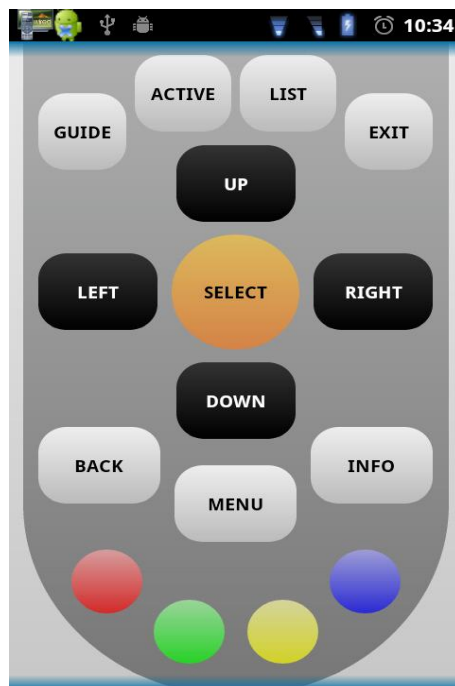 10:34
ACTIVE LIST
GUIDE EXIT
UP
LEFT SELECT RIGHT
DOWN
BACK INFO
MENU